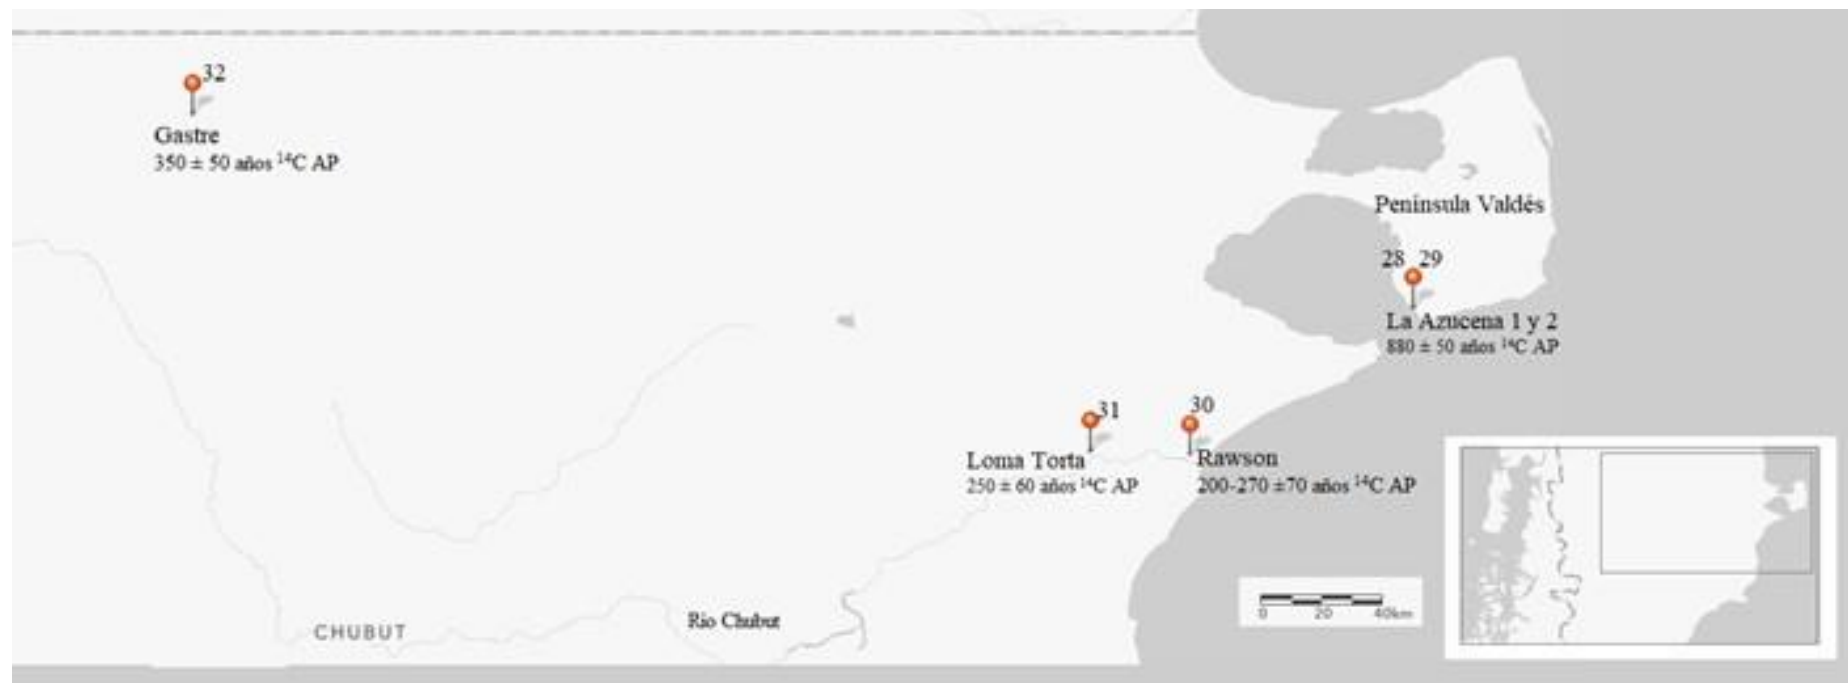 32
Gastre
350 ± 50 años ¹⁴C AP
Península Valdés
28 29
La Azucena 1 y 2
880 ± 50 años ¹⁴C AP
31
Loma Torta
250 ± 60 años ¹⁴C AP
30
Rawson
200-270 ±70 años ¹⁴C AP
CHUBUT
Río Chubut
0 20 40km